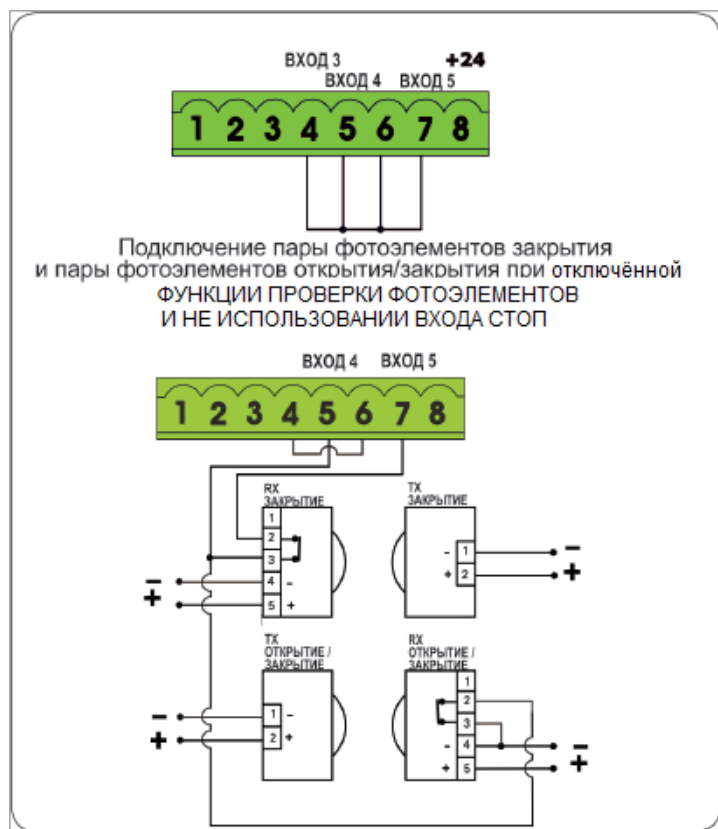 ВХОД 3 +24
ВХОД 4 ВХОД 5
1 2 3 4 5 6 7 8
Подключение пары фотоэлементов закрытия
и пары фотоэлементов открытия/закрытия при отключённой
ФУНКЦИИ ПРОВЕРКИ ФОТОЭЛЕМЕНТОВ
И НЕ ИСПОЛЬЗОВАНИИ ВХОДА СТОП
ВХОД 4 ВХОД 5
1 2 3 4 5 6 7 8
RX
ЗАКРЫТИЕ
1
2
3
4 -
5 +
-
+
TX
ЗАКРЫТИЕ
- 1
+ 2
-
+
TX
ОТКРЫТИЕ /
ЗАКРЫТИЕ
1 -
2 +
-
+
RX
ОТКРЫТИЕ /
ЗАКРЫТИЕ
1
2
3
- 4
+ 5
-
+